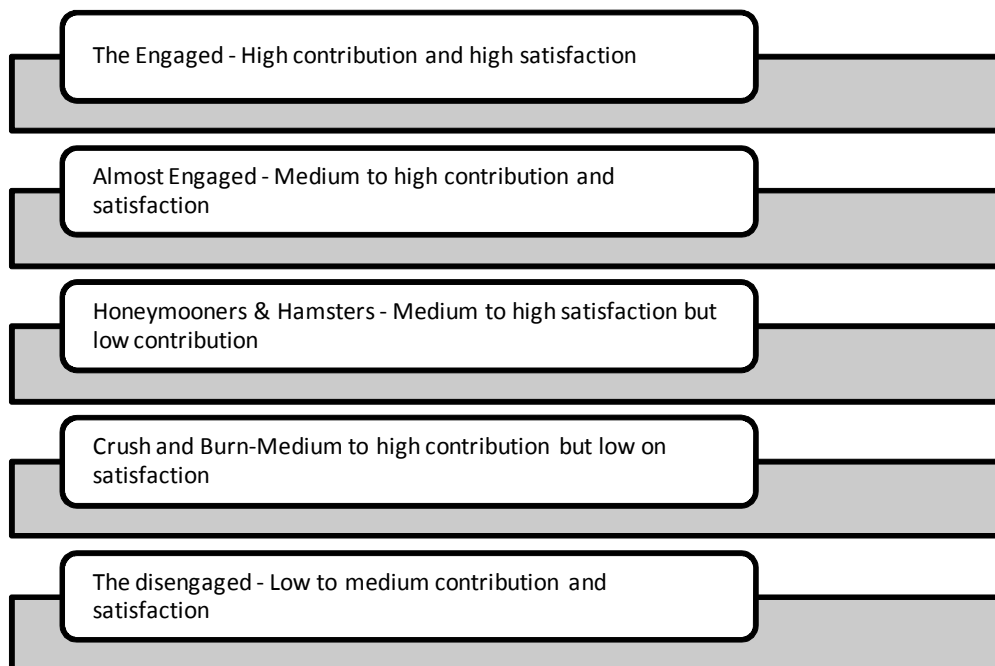 The Engaged - High contribution and high satisfaction
Almost Engaged - Medium to high contribution and
satisfaction
Honeymooners & Hamsters - Medium to high satisfaction but
low contribution
Crush and Burn-Medium to high contribution but low on
satisfaction
The disengaged - Low to medium contribution and
satisfaction